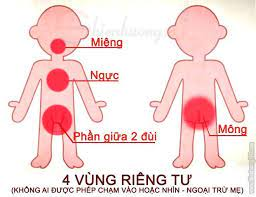 Miệng
Ngực
Phần giữa 2 đùi
Mông
4 VÙNG RIÊNG TƯ
(KHÔNG AI ĐƯỢC PHÉP CHẠM VÀO HOẶC NHÌN - NGOẠI TRỪ MẸ)